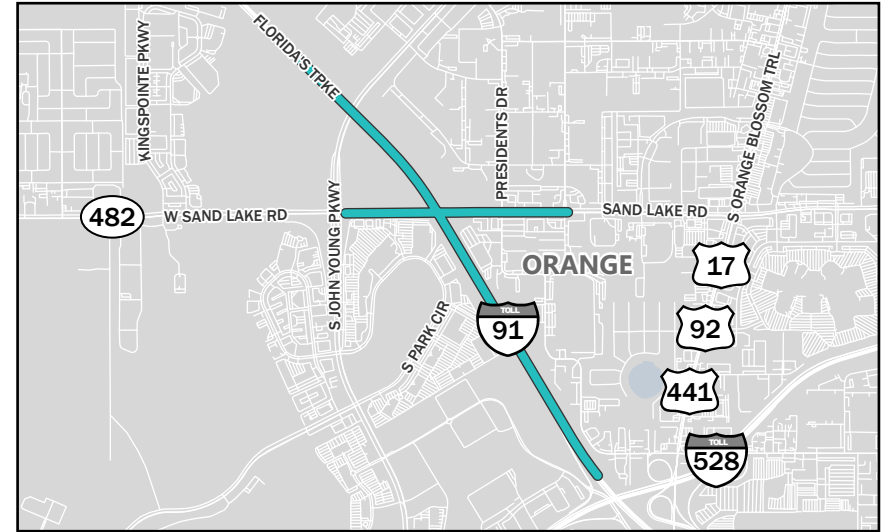 FLORIDA'S TPKE
KINGSPOINTE PKWY
S ORANGE BLOSSOM TRL
PRESIDENTS DR
482
W SAND LAKE RD
SAND LAKE RD
S JOHN YOUNG PKWY
ORANGE
17
TOLL
91
92
S PARK CIR
441
TOLL
528